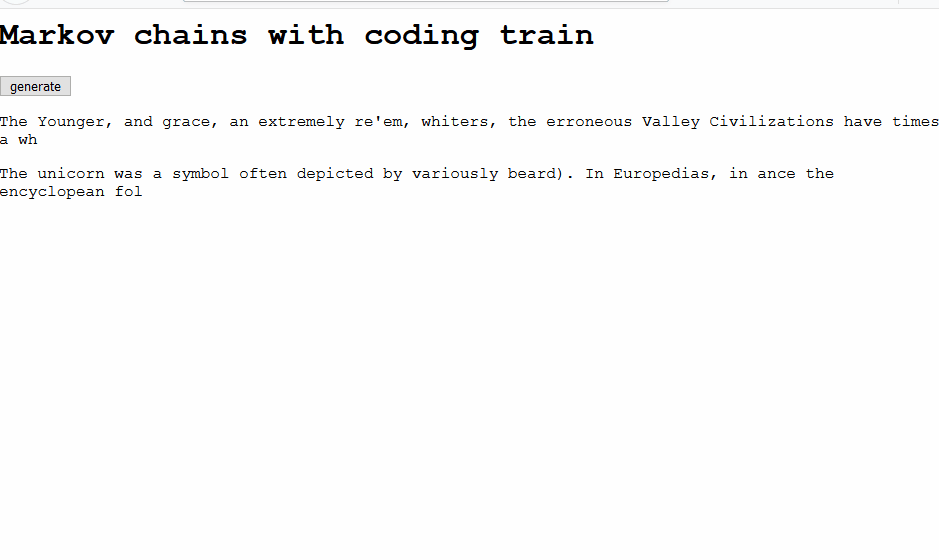 Markov chains with coding train
generate
The Younger, and grace, an extremely re'em, whiters, the erroneous Valley Civilizations have times
a wh
The unicorn was a symbol often depicted by variously beard). In Europedias, in ance the
encyclopean fol